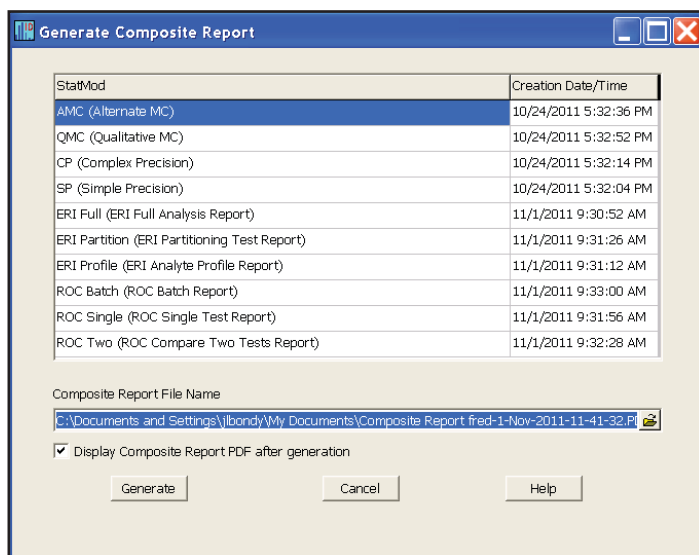 Generate Composite Report
StatMod Creation Date/Time
AMC (Alternate MC) 10/24/2011 5:32:36 PM
QMC (Qualitative MC) 10/24/2011 5:32:52 PM
CP (Complex Precision) 10/24/2011 5:32:14 PM
SP (Simple Precision) 10/24/2011 5:32:04 PM
ERI Full (ERI Full Analysis Report) 11/1/2011 9:30:52 AM
ERI Partition (ERI Partitioning Test Report) 11/1/2011 9:31:26 AM
ERI Profile (ERI Analyte Profile Report) 11/1/2011 9:31:12 AM
ROC Batch (ROC Batch Report) 11/1/2011 9:33:00 AM
ROC Single (ROC Single Test Report) 11/1/2011 9:31:56 AM
ROC Two (ROC Compare Two Tests Report) 11/1/2011 9:32:28 AM
Composite Report File Name
C:\Documents and Settings\jlbondy\My Documents\Composite Report fred-1-Nov-2011-11-41-32.P
Display Composite Report PDF after generation
Generate Cancel Help